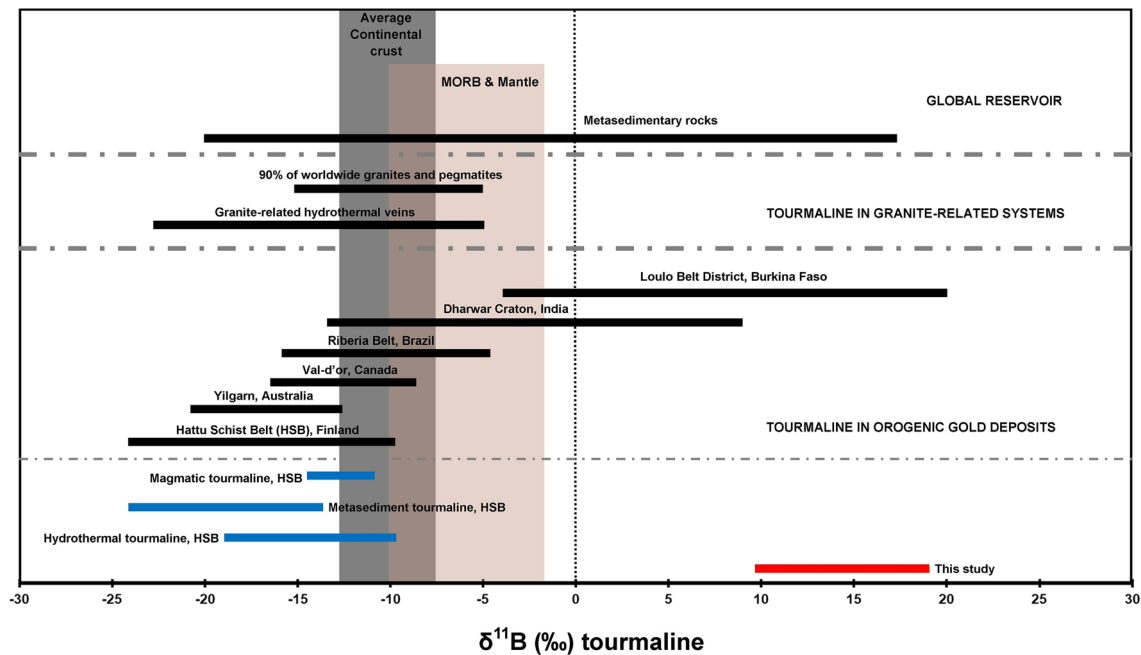 Average
Continental
crust
MORB & Mantle
GLOBAL RESERVOIR
Metasedimentary rocks
90% of worldwide granites and pegmatites
Granite-related hydrothermal veins
TOURMALINE IN GRANITE-RELATED SYSTEMS
Loulo Belt District, Burkina Faso
Dharwar Craton, India
Riberia Belt, Brazil
Val-d'or, Canada
Yilgarn, Australia
Hattu Schist Belt (HSB), Finland
TOURMALINE IN OROGENIC GOLD DEPOSITS
Magmatic tourmaline, HSB
Metasediment tourmaline, HSB
Hydrothermal tourmaline, HSB
This study
-30 -25 -20 -15 -10 -5 0 5 10 15 20 25 30
δ¹¹B (‰) tourmaline